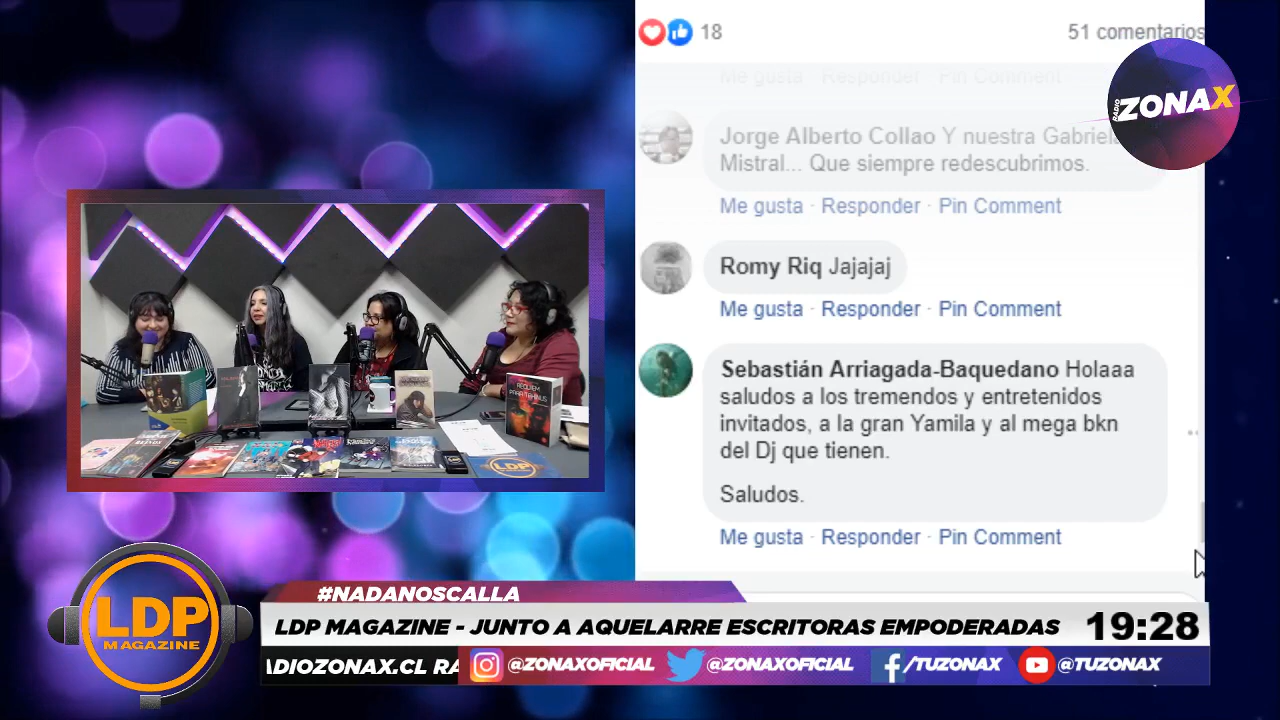 18
51 comentarios
Me gusta · Responder · Pin Comment
RADIO
ZONAX
Jorge Alberto Collao Y nuestra Gabriela
Mistral... Que siempre redescubrimos.
Me gusta · Responder · Pin Comment
Romy Riq Jajajaj
Me gusta · Responder · Pin Comment
Sebastián Arriagada-Baquedano Holaaa
saludos a los tremendos y entretenidos
invitados, a la gran Yamila y al mega bkn
del Dj que tienen.
Saludos.
Me gusta · Responder · Pin Comment
REQUIEM
LDP
LDP
MAGAZINE
#NADANOSCALLA
LDP MAGAZINE - JUNTO A AQUELARRE ESCRITORAS EMPODERADAS
19:28
ADIOZONAX.CL RA
@ZONAXOFICIAL
@ZONAXOFICIAL
/TUZONAX
@TUZONAX